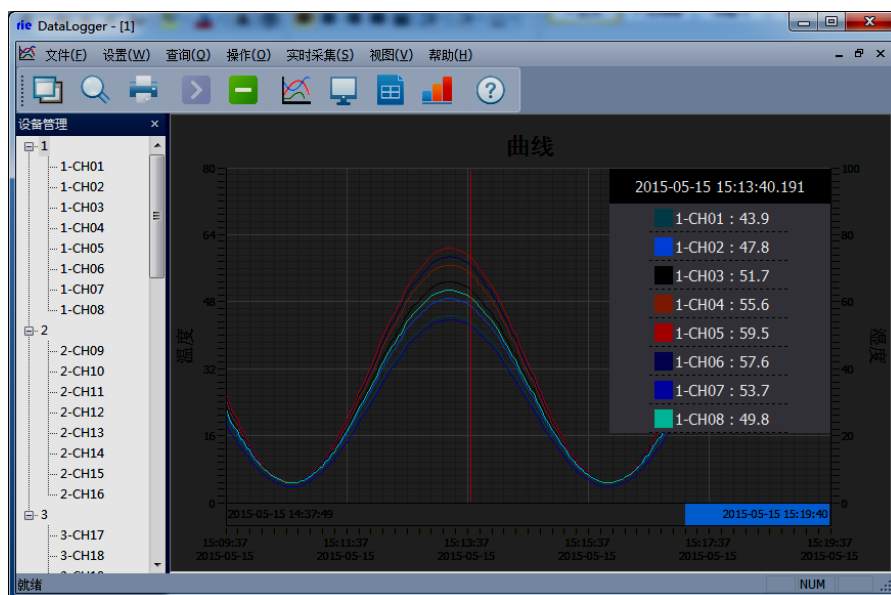 rie DataLogger - [1]
文件(F) 设置(W) 查询(Q) 操作(O) 实时采集(S) 视图(V) 帮助(H)
设备管理
1
1-CH01
1-CH02
1-CH03
1-CH04
1-CH05
1-CH06
1-CH07
1-CH08
2
2-CH09
2-CH10
2-CH11
2-CH12
2-CH13
2-CH14
2-CH15
2-CH16
3
3-CH17
3-CH18
曲线
温度
80
64
48
32
15
0
2015-05-15 15:13:40.191
1-CH01 : 43.9
1-CH02 : 47.8
1-CH03 : 51.7
1-CH04 : 55.6
1-CH05 : 59.5
1-CH06 : 57.6
1-CH07 : 53.7
1-CH08 : 49.8
100
80
60
40
20
0
湿度
2015-05-15 14:37:49 2015-05-15 15:19:40
15:09:37 15:11:37 15:13:37 15:15:37 15:17:37 15:19:37
2015-05-15 2015-05-15 2015-05-15 2015-05-15 2015-05-15 2015-05-15
就绪 NUM